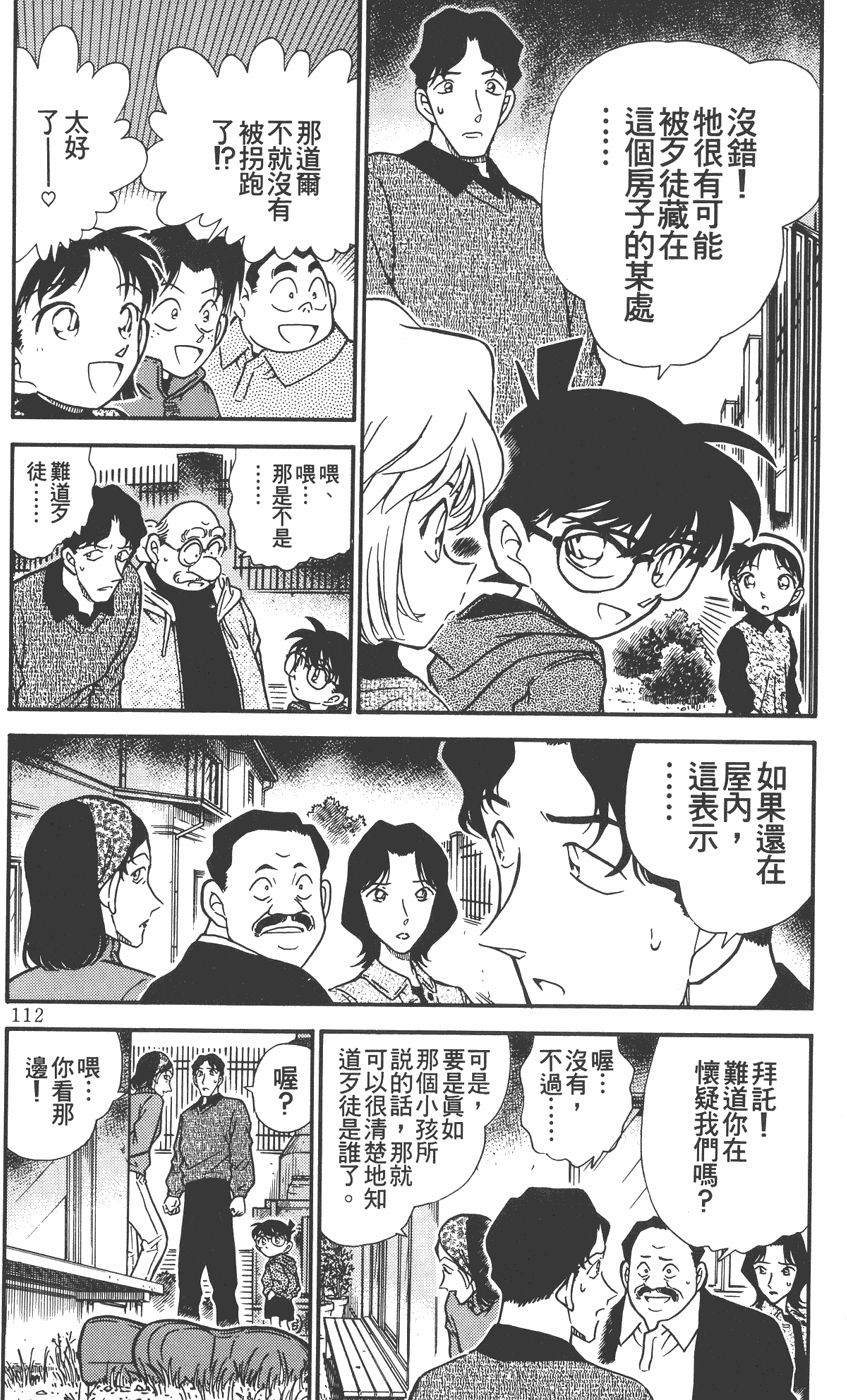 沒錯！
牠很有可能
被歹徒藏在
這個房子的某處
……
那道爾
不就沒有
被拐跑
了!?
太好
了——♡
喂、
喂…
那是不是
……
難道歹
徒……
如果還在
屋內，
這表示
……
拜託！
難道你在
懷疑我們嗎？
喔…
沒有，
不過……
可是，
要是真如
那個小孩所
說的話，那就
可以很清楚地知
道歹徒是誰了。
喔？
喂…
你看那
邊！
112